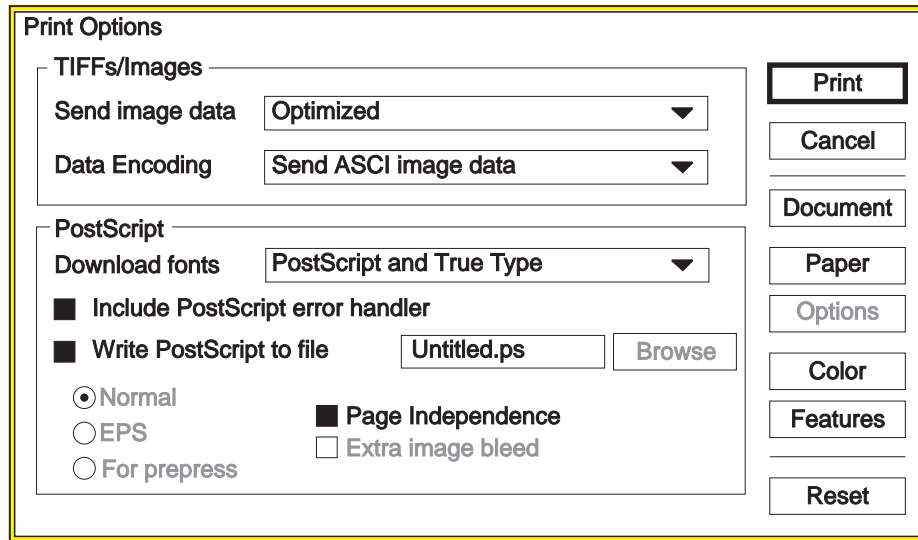 Print Options
TIFFs/Images
Send image data Optimized
Data Encoding Send ASCI image data
PostScript
Download fonts PostScript and True Type
Include PostScript error handler
Write PostScript to file Untitled.ps Browse
Normal
EPS
For prepress
Page Independence
Extra image bleed
Print
Cancel
Document
Paper
Options
Color
Features
Reset